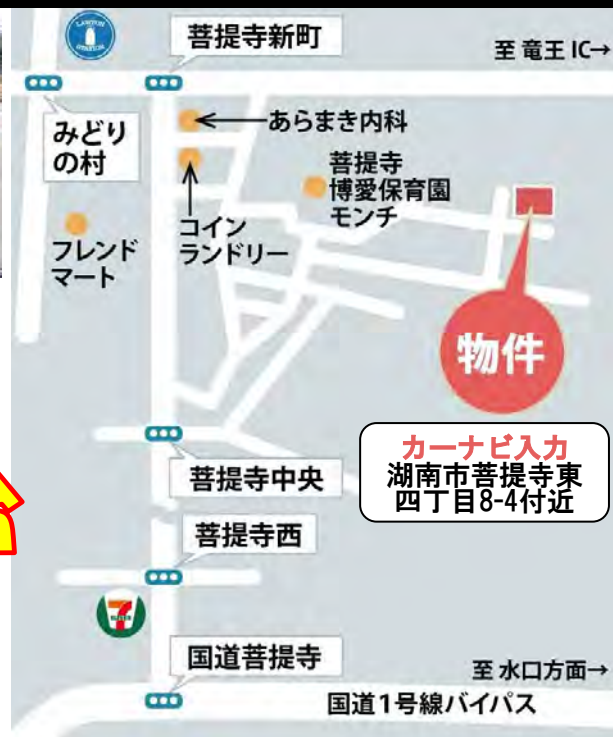 菩提寺新町
至 竜王 IC→
みどり
の村
あらまき内科
菩提寺
博愛保育園
モンチ
コイン
ランドリー
フレンド
マート
物件
カーナビ入力
湖南市菩提寺東
四丁目8-4付近
菩提寺中央
菩提寺西
7
国道菩提寺
至 水口方面→
国道1号線バイパス